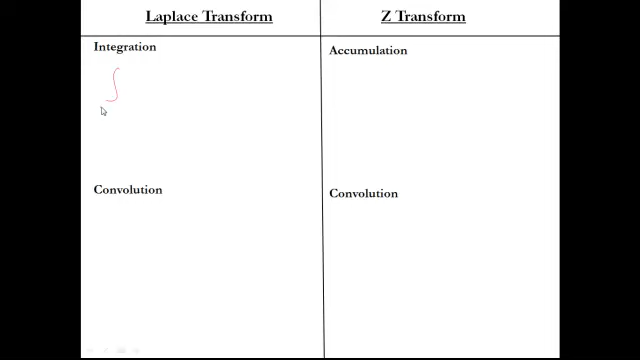 Laplace Transform
Z Transform
Integration
Accumulation
∫
Convolution
Convolution